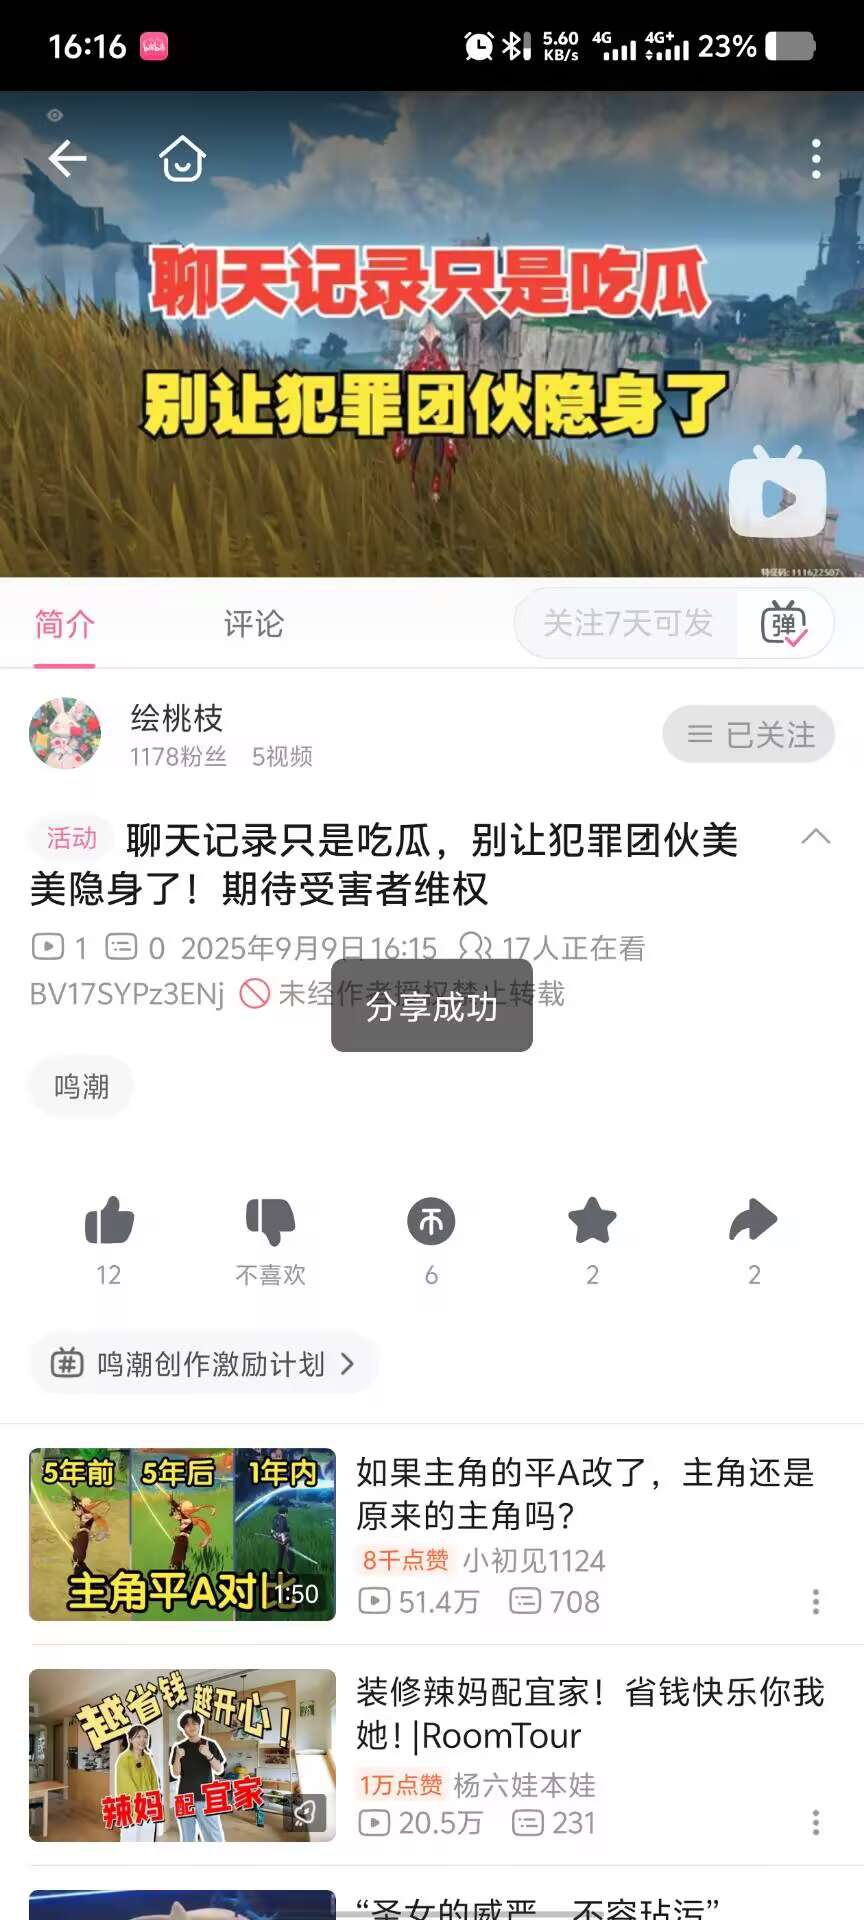 16:16
5.60 KB/s 4G 4G+ 23%
聊天记录只是吃瓜
别让犯罪团伙隐身了
特征码:111622507
简介 评论 关注7天可发 弹
绘桃枝
1178粉丝 5视频
已关注
活动 聊天记录只是吃瓜，别让犯罪团伙美
美隐身了！期待受害者维权
1 0 2025年9月9日 16:15 17人正在看
BV17SYPz3ENj 未经作者授权禁止转载
分享成功
鸣潮
12 不喜欢 6 2 2
鸣潮创作激励计划
5年前 5年后 1年内
主角平A对比
1:50
如果主角的平A改了，主角还是
原来的主角吗？
8千点赞 小初见1124
51.4万 708
越省钱越开心！
辣妈配宜家
装修辣妈配宜家！省钱快乐你我
她！|RoomTour
1万点赞 杨六娃本娃
20.5万 231
“圣女的威严，不容玷污”